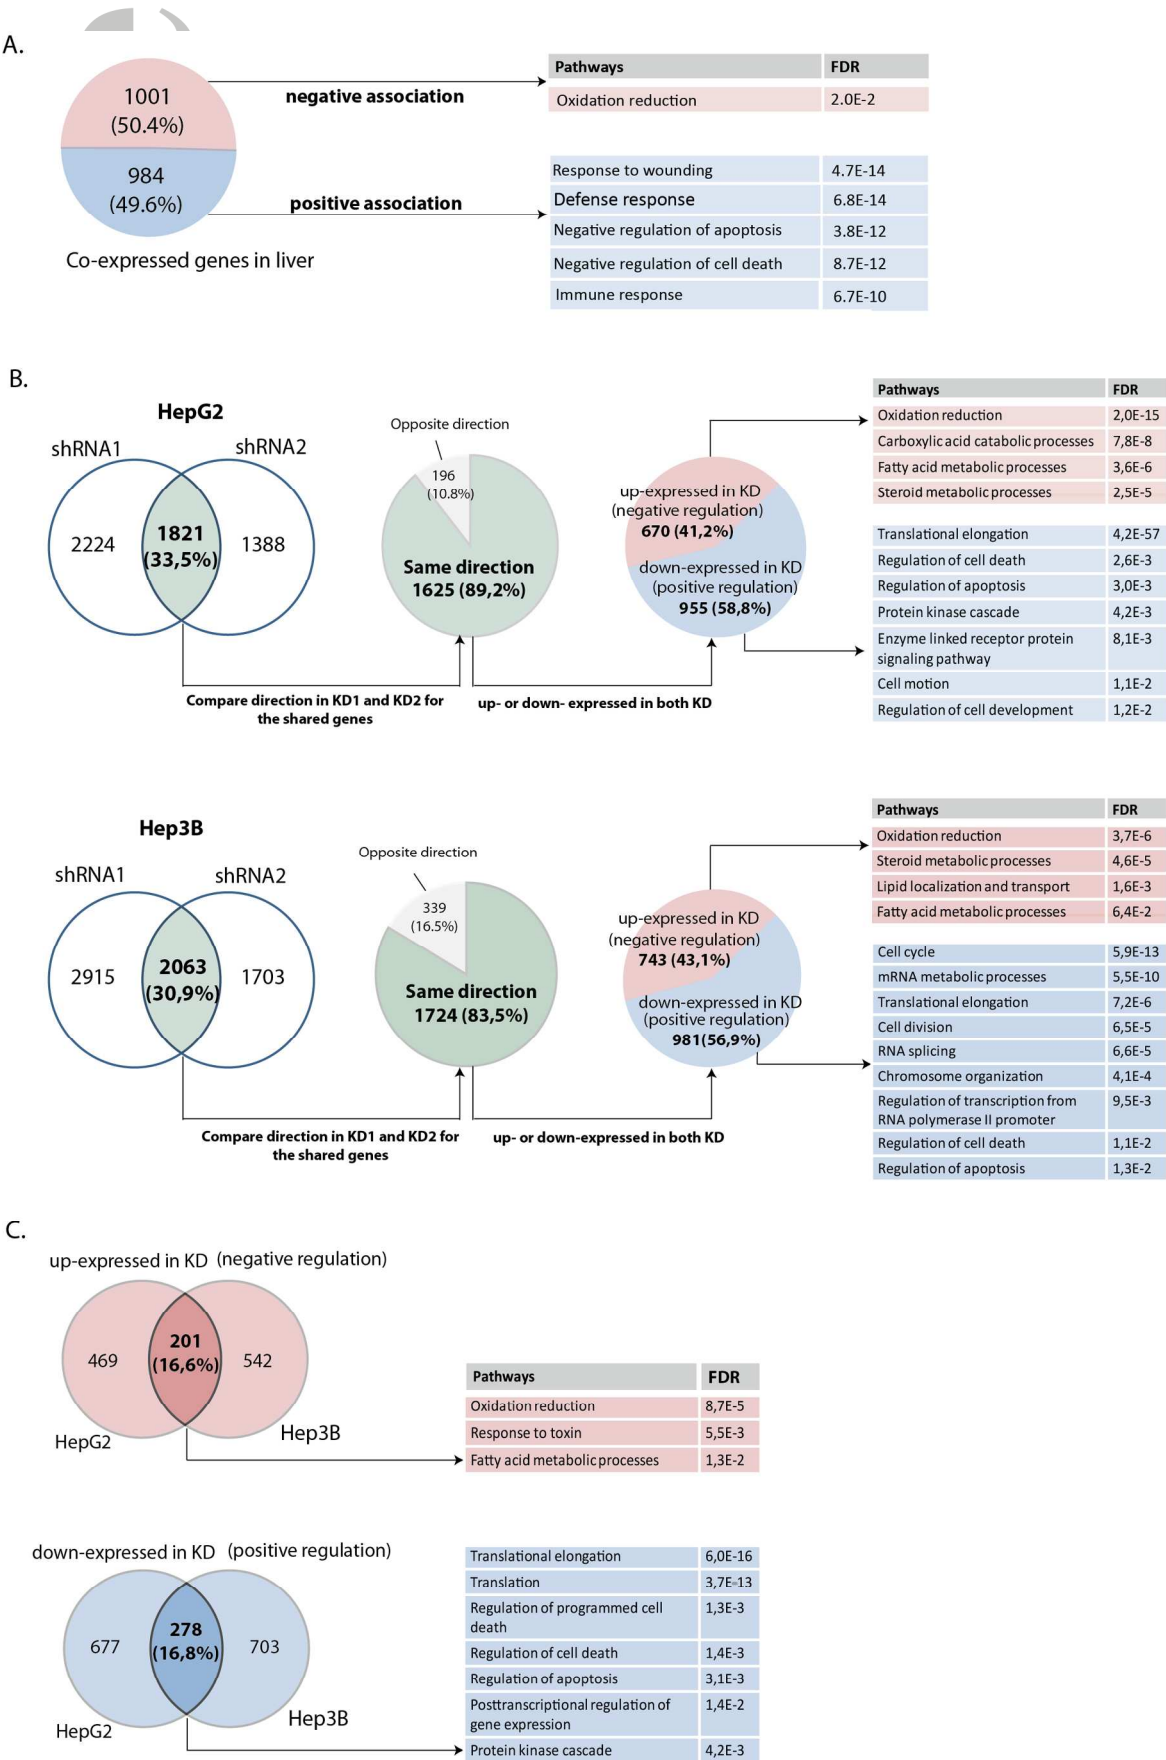 A.
1001
(50.4%)
984
(49.6%)
Co-expressed genes in liver
negative association
positive association
Pathways FDR
Oxidation reduction 2.0E-2
Response to wounding 4.7E-14
Defense response 6.8E-14
Negative regulation of apoptosis 3.8E-12
Negative regulation of cell death 8.7E-12
Immune response 6.7E-10
B.
HepG2
shRNA1 shRNA2
2224 1821 1388
(33,5%)
Opposite direction
196
(10.8%)
Same direction
1625 (89,2%)
up-expressed in KD
(negative regulation)
670 (41,2%)
down-expressed in KD
(positive regulation)
955 (58,8%)
Compare direction in KD1 and KD2 for
the shared genes
up- or down- expressed in both KD
Pathways FDR
Oxidation reduction 2,0E-15
Carboxylic acid catabolic processes 7,8E-8
Fatty acid metabolic processes 3,6E-6
Steroid metabolic processes 2,5E-5
Translational elongation 4,2E-57
Regulation of cell death 2,6E-3
Regulation of apoptosis 3,0E-3
Protein kinase cascade 4,2E-3
Enzyme linked receptor protein 8,1E-3
signaling pathway
Cell motion 1,1E-2
Regulation of cell development 1,2E-2
Hep3B
shRNA1 shRNA2
2915 2063 1703
(30,9%)
Opposite direction
339
(16.5%)
Same direction
1724 (83,5%)
up-expressed in KD
(negative regulation)
743 (43,1%)
down-expressed in KD
(positive regulation)
981(56,9%)
Compare direction in KD1 and KD2 for
the shared genes
up- or down-expressed in both KD
Pathways FDR
Oxidation reduction 3,7E-6
Steroid metabolic processes 4,6E-5
Lipid localization and transport 1,6E-3
Fatty acid metabolic processes 6,4E-2
Cell cycle 5,9E-13
mRNA metabolic processes 5,5E-10
Translational elongation 7,2E-6
Cell division 6,5E-5
RNA splicing 6,6E-5
Chromosome organization 4,1E-4
Regulation of transcription from 9,5E-3
RNA polymerase II promoter
Regulation of cell death 1,1E-2
Regulation of apoptosis 1,3E-2
C.
up-expressed in KD (negative regulation)
469 201 542
(16,6%)
HepG2 Hep3B
Pathways FDR
Oxidation reduction 8,7E-5
Response to toxin 5,5E-3
Fatty acid metabolic processes 1,3E-2
down-expressed in KD (positive regulation)
677 278 703
(16,8%)
HepG2 Hep3B
Translational elongation 6,0E-16
Translation 3,7E-13
Regulation of programmed cell 1,3E-3
death
Regulation of cell death 1,4E-3
Regulation of apoptosis 3,1E-3
Posttranscriptional regulation of 1,4E-2
gene expression
Protein kinase cascade 4,2E-3